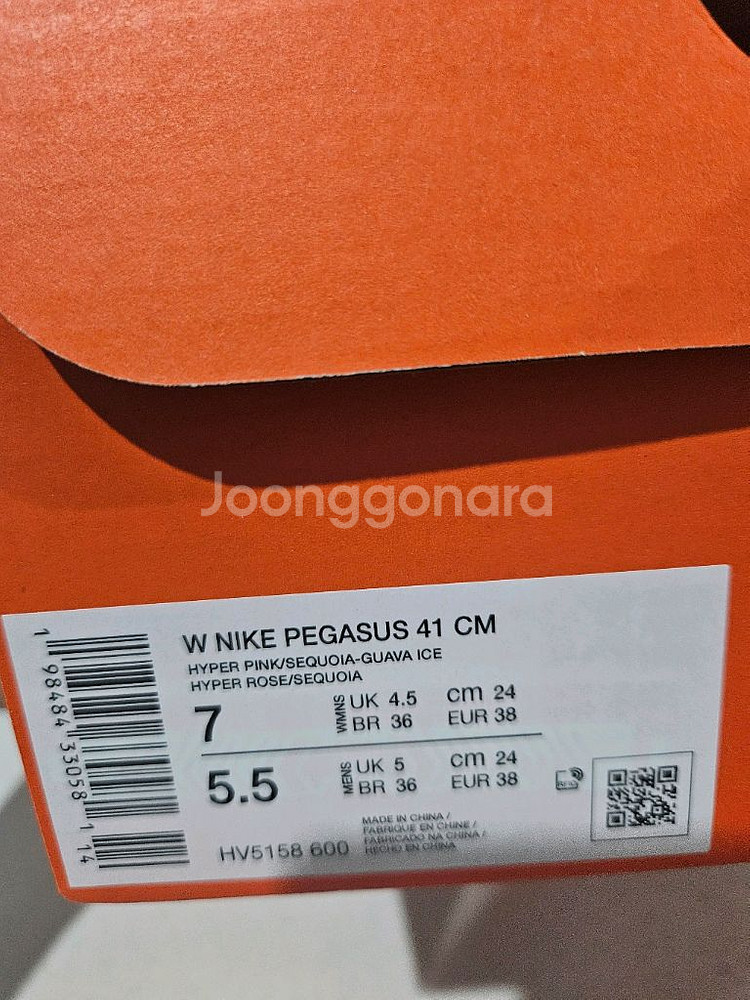 Joonggonara
W NIKE PEGASUS 41 CM
HYPER PINK/SEQUOIA-GUAVA ICE
HYPER ROSE/SEQUOIA
7
WMNS
UK 4.5 cm 24
BR 36 EUR 38
5.5
MENS
UK 5 cm 24
BR 36 EUR 38
HV5158 600
MADE IN CHINA /
FABRIQUE EN CHINE /
FABRICADO NA CHINA /
HECHO EN CHINA
1 98484 33058 1 14